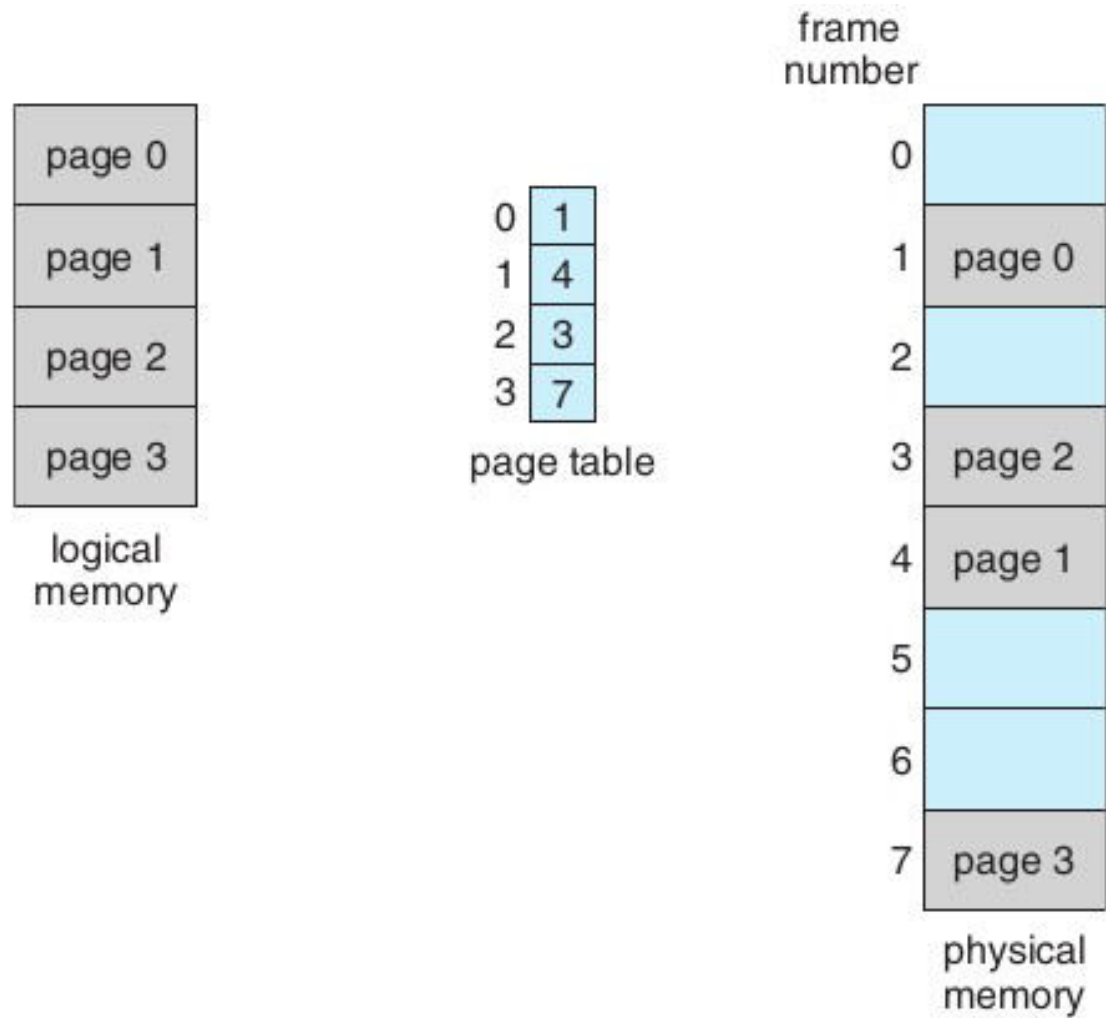 page 0
page 1
page 2
page 3
logical
memory
0 1
1 4
2 3
3 7
page table
frame
number
0
1 page 0
2
3 page 2
4 page 1
5
6
7 page 3
physical
memory